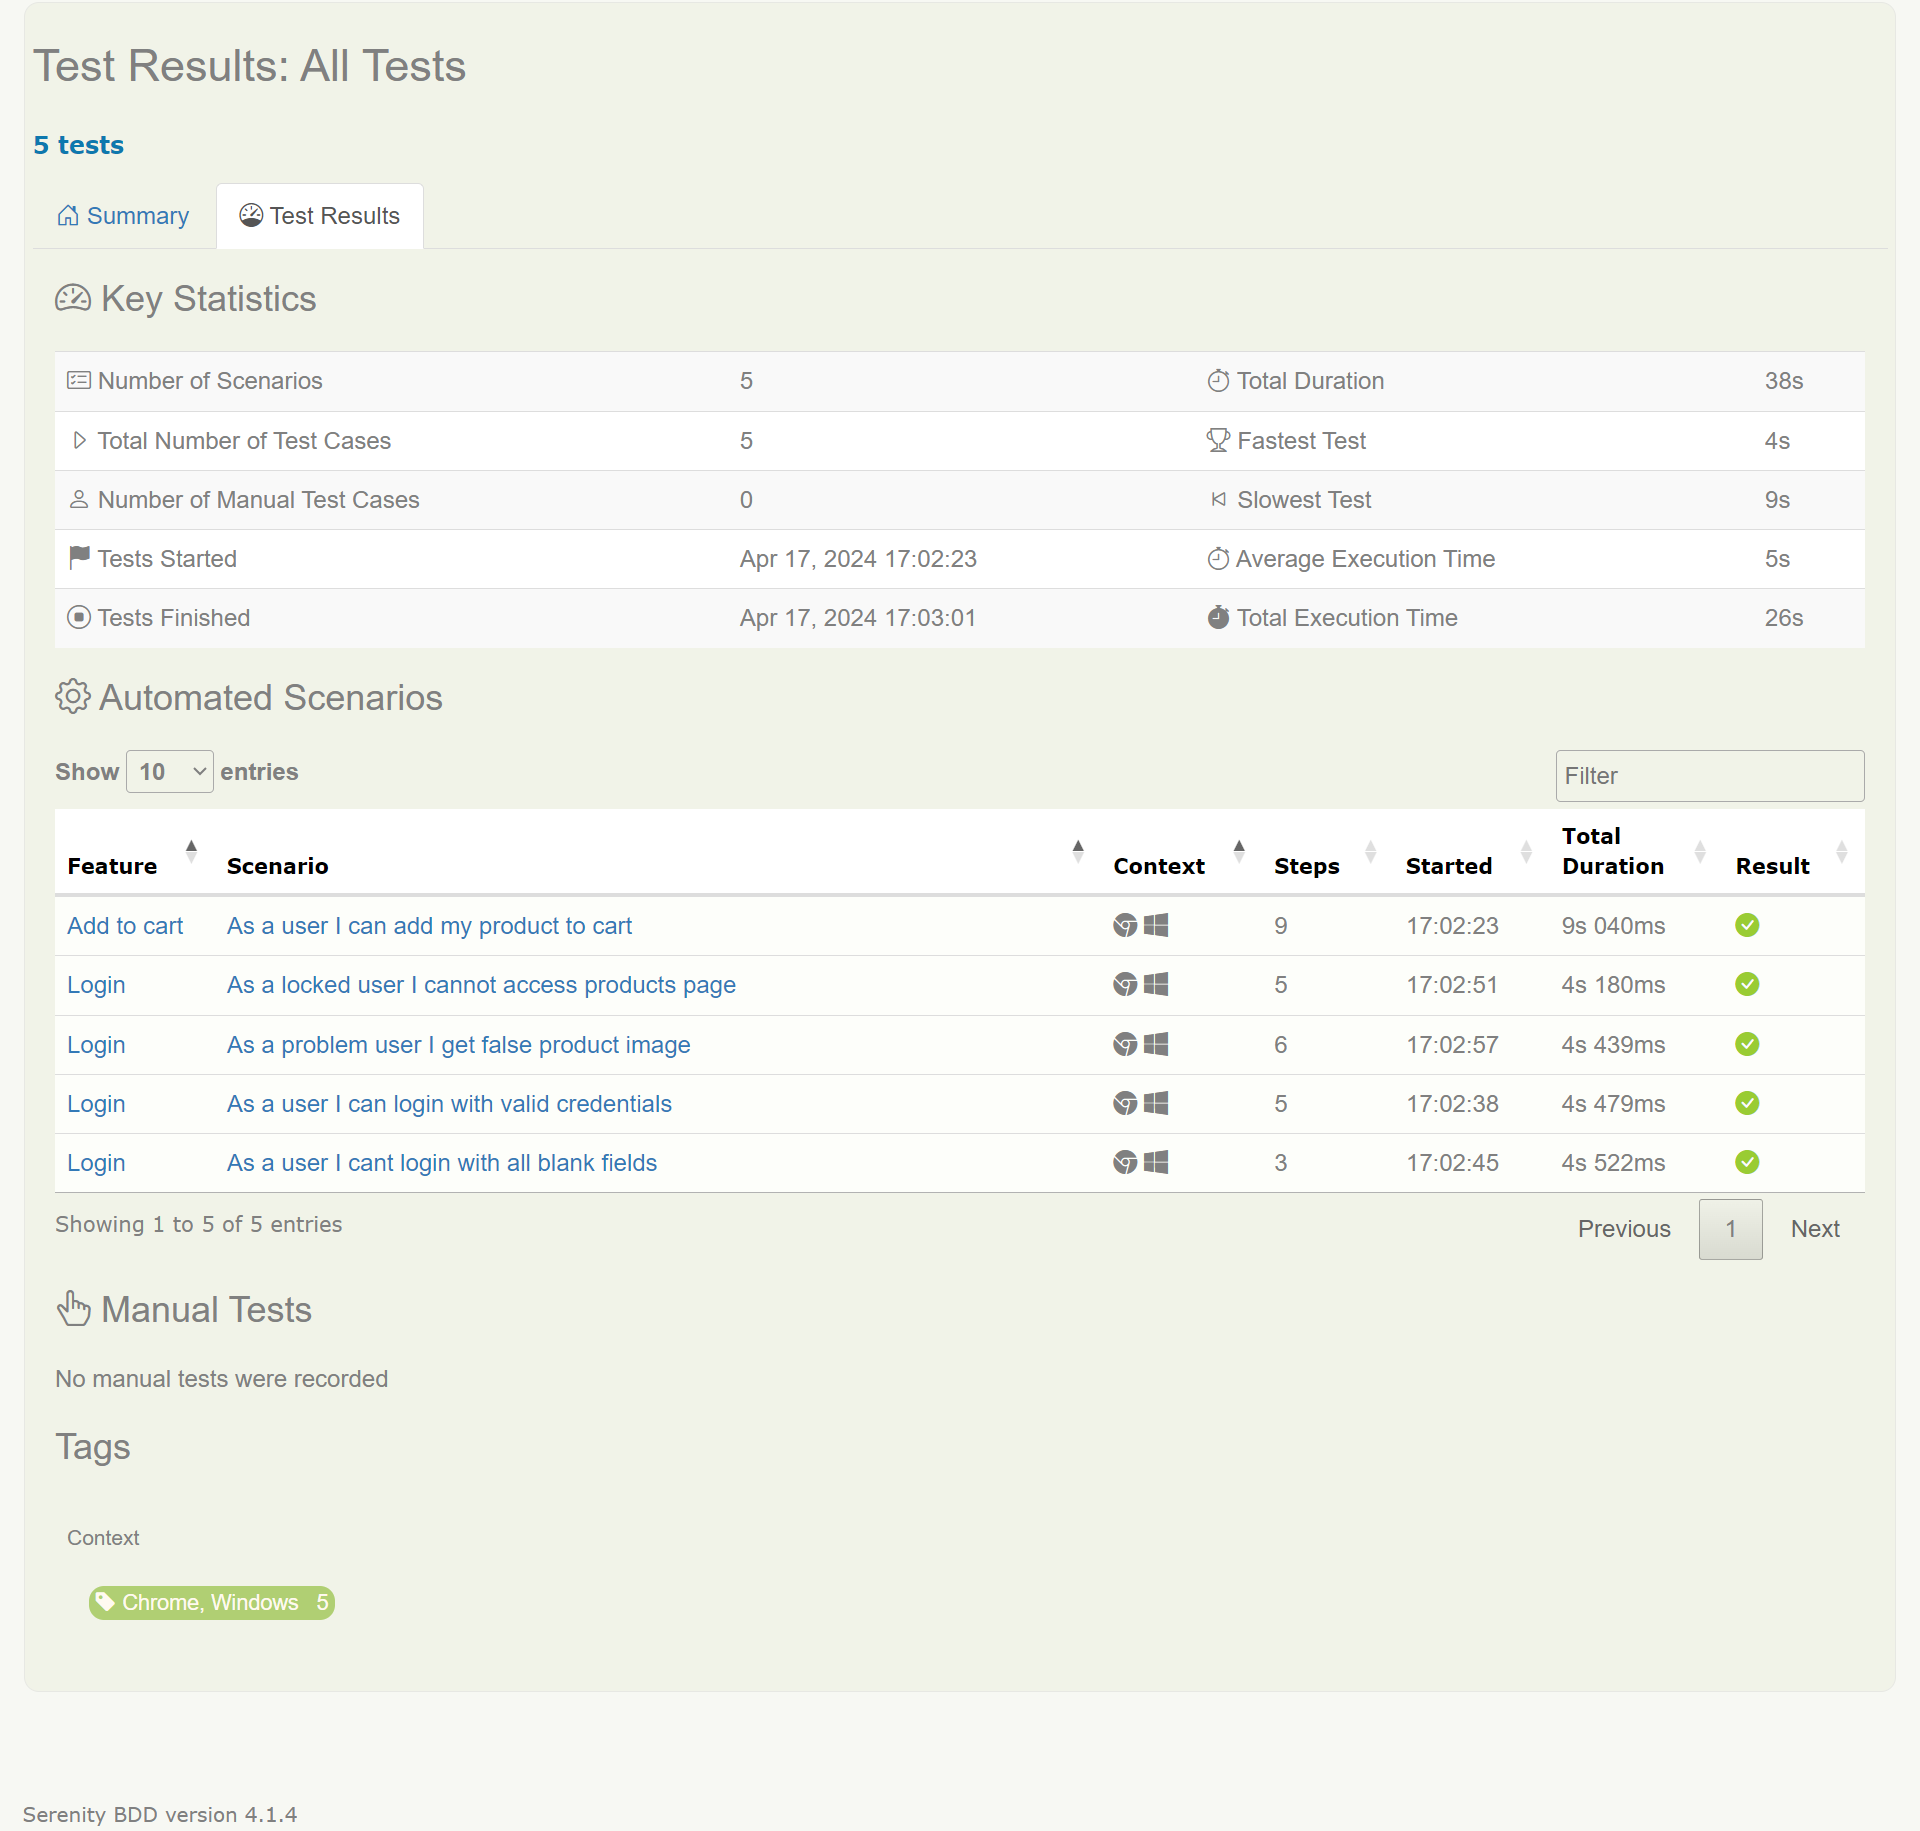 Test Results: All Tests
5 tests
Summary Test Results
Key Statistics
Number of Scenarios 5 Total Duration 38s
Total Number of Test Cases 5 Fastest Test 4s
Number of Manual Test Cases 0 Slowest Test 9s
Tests Started Apr 17, 2024 17:02:23 Average Execution Time 5s
Tests Finished Apr 17, 2024 17:03:01 Total Execution Time 26s
Automated Scenarios
Show 10 entries Filter
Feature Scenario Context Steps Started Total Duration Result
Add to cart As a user I can add my product to cart 9 17:02:23 9s 040ms
Login As a locked user I cannot access products page 5 17:02:51 4s 180ms
Login As a problem user I get false product image 6 17:02:57 4s 439ms
Login As a user I can login with valid credentials 5 17:02:38 4s 479ms
Login As a user I cant login with all blank fields 3 17:02:45 4s 522ms
Showing 1 to 5 of 5 entries Previous 1 Next
Manual Tests
No manual tests were recorded
Tags
Context
Chrome, Windows 5
Serenity BDD version 4.1.4